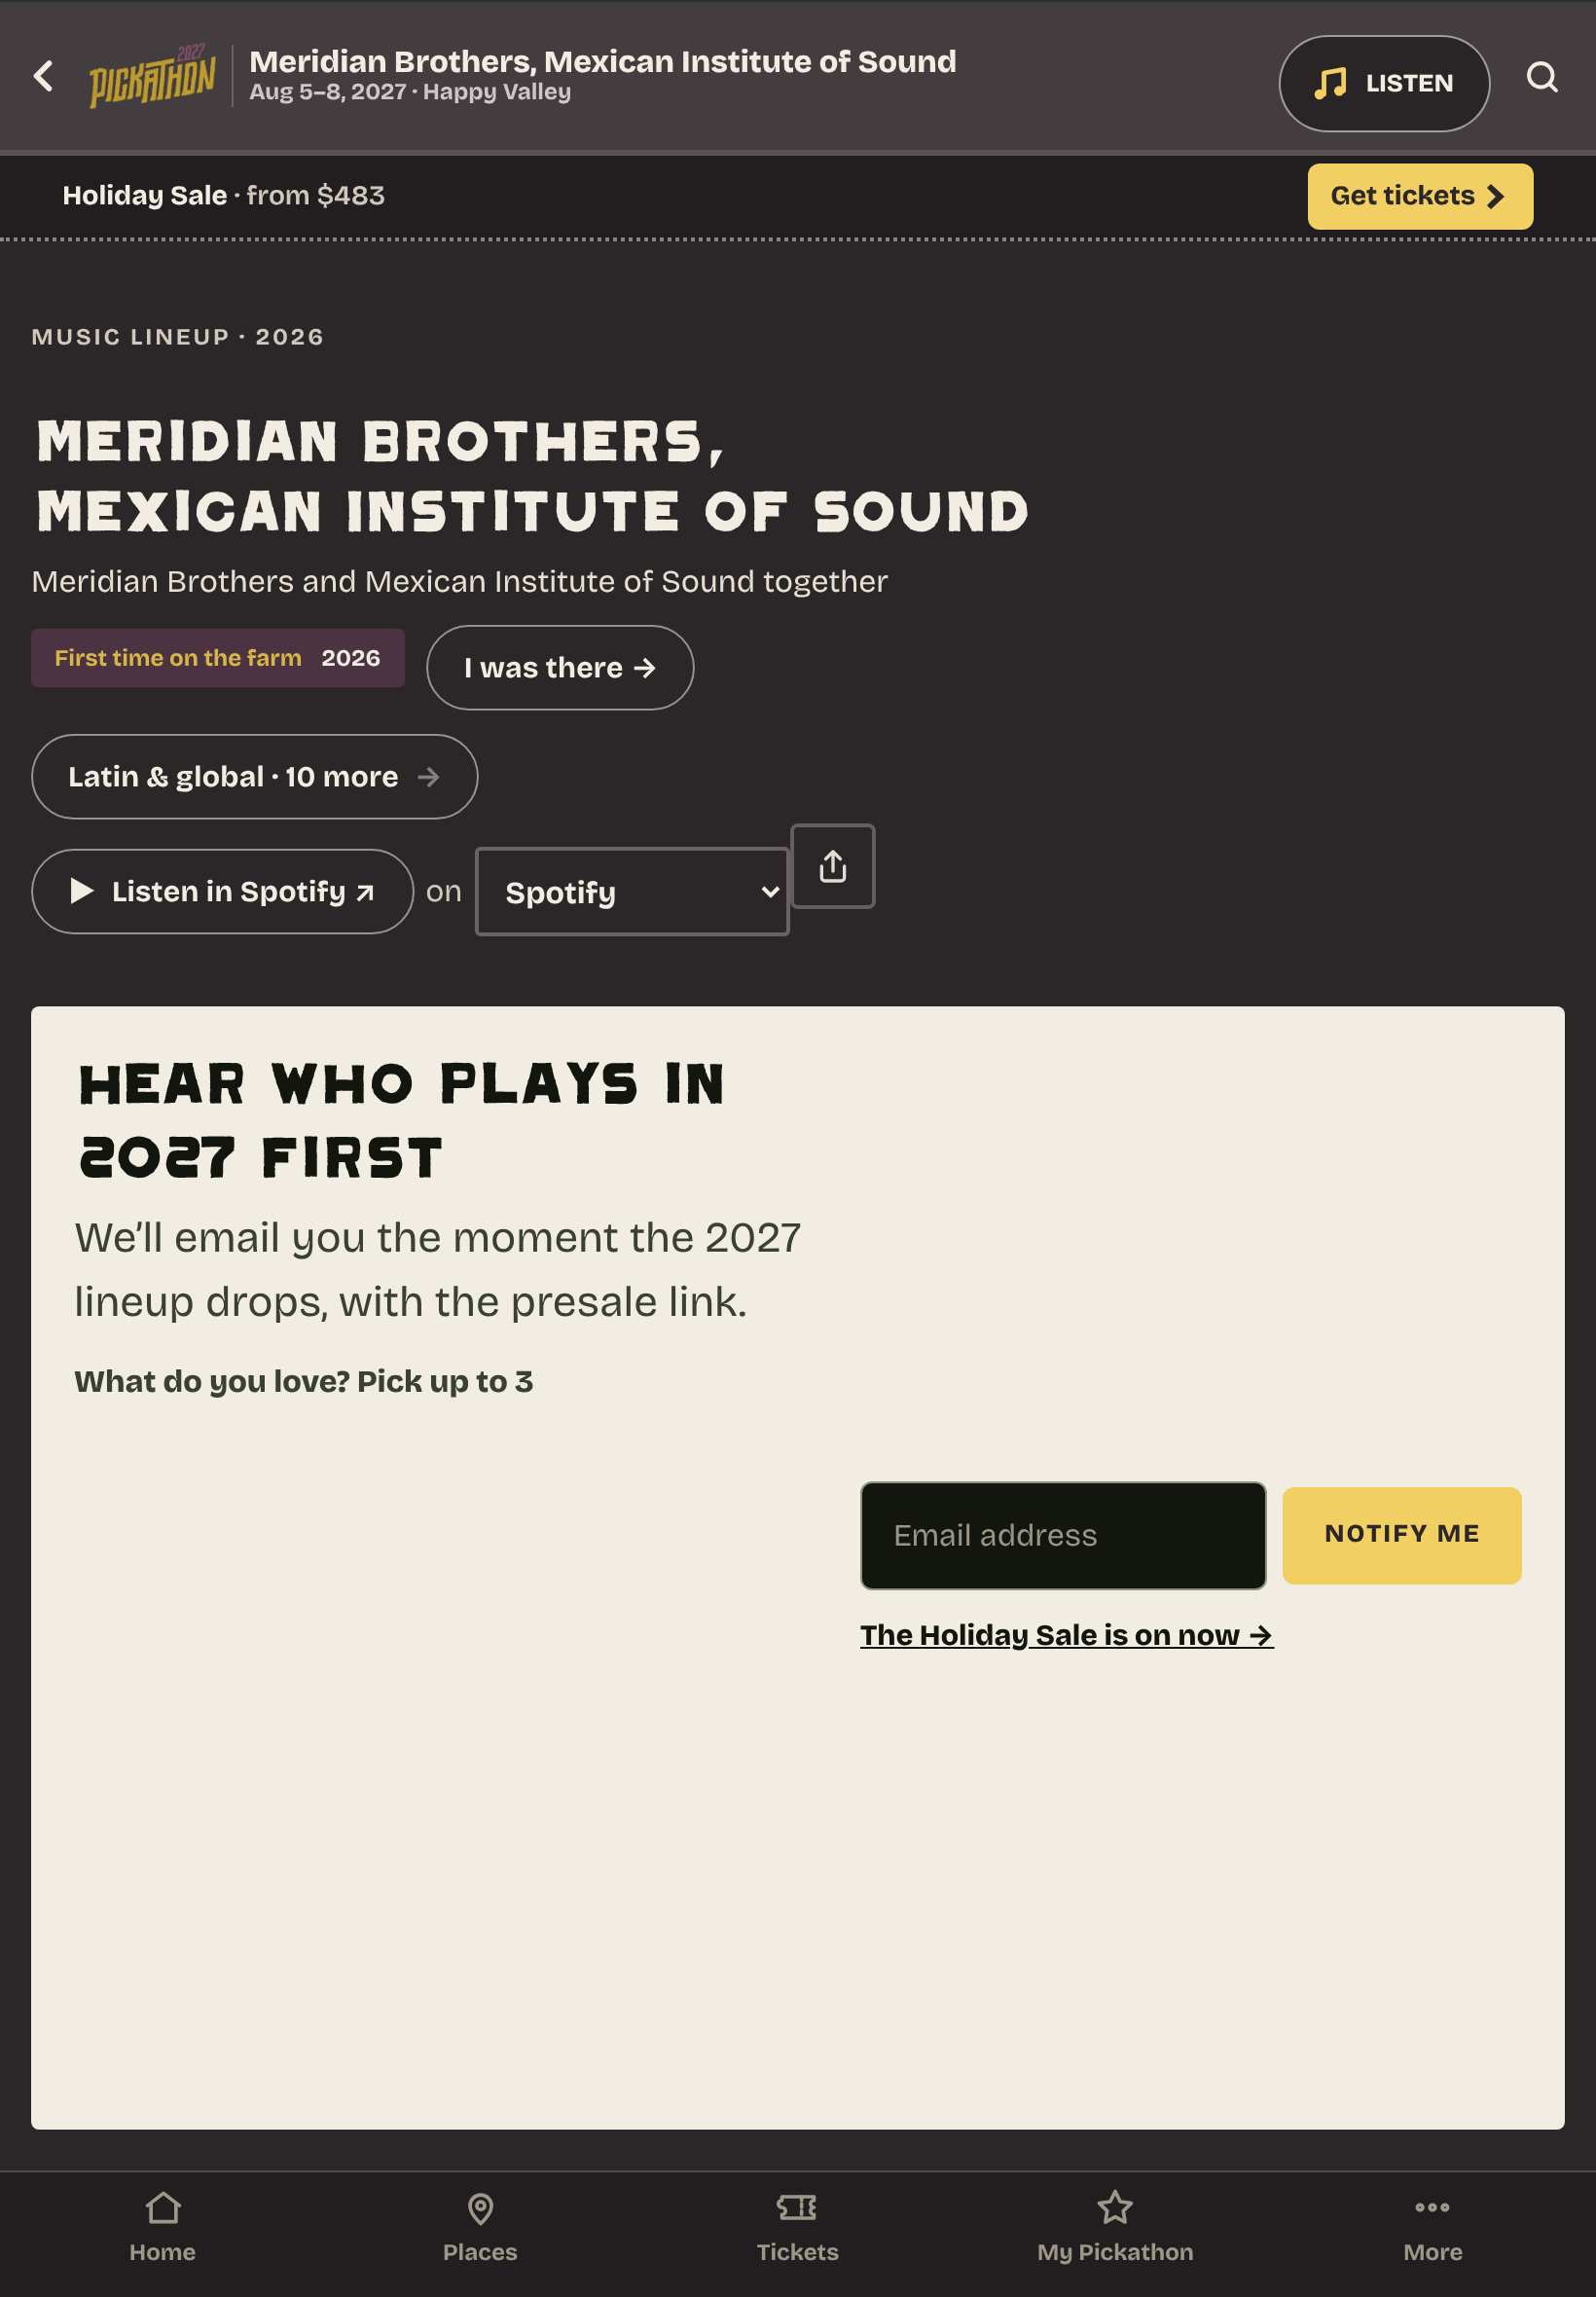 2027
PICKATHON
Meridian Brothers, Mexican Institute of Sound
Aug 5–8, 2027 · Happy Valley
LISTEN
Holiday Sale · from $483
Get tickets
MUSIC LINEUP · 2026
MERIDIAN BROTHERS,
MEXICAN INSTITUTE OF SOUND
Meridian Brothers and Mexican Institute of Sound together
First time on the farm 2026
I was there →
Latin & global · 10 more →
Listen in Spotify ↗ on Spotify
HEAR WHO PLAYS IN
2027 FIRST
We’ll email you the moment the 2027
lineup drops, with the presale link.
What do you love? Pick up to 3
Email address
NOTIFY ME
The Holiday Sale is on now →
Home
Places
Tickets
My Pickathon
More